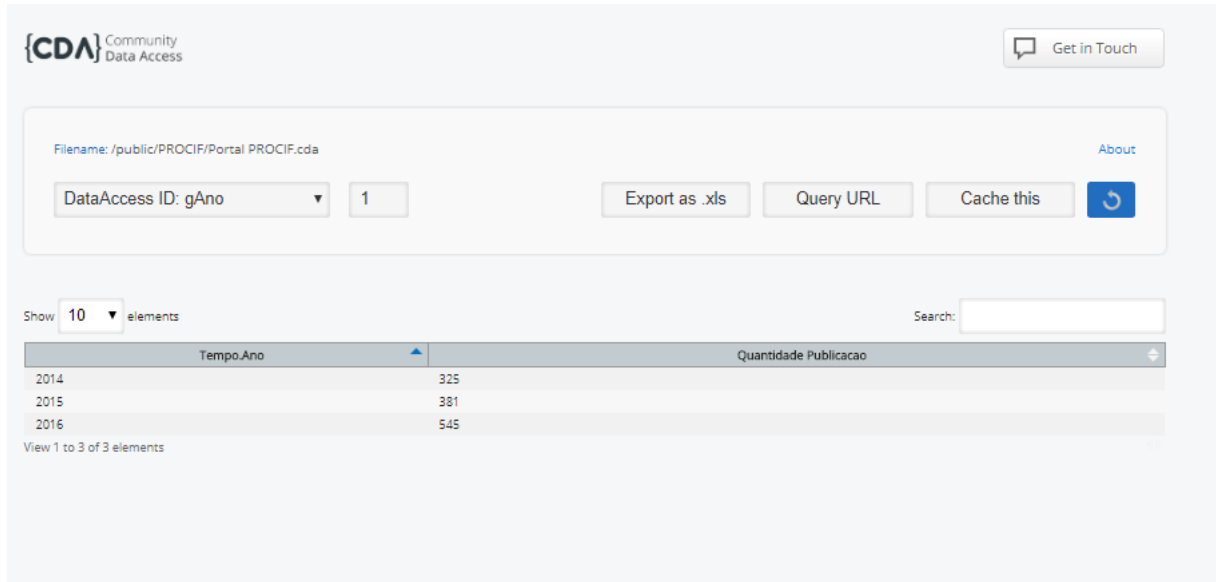 {CDA} Community Data Access
Get in Touch
Filename: /public/PROCIF/Portal PROCIF.cda
About
DataAccess ID: gAno 1 Export as .xls Query URL Cache this
Show 10 elements Search:
Tempo.Ano Quantidade Publicacao
2014 325
2015 381
2016 545
View 1 to 3 of 3 elements